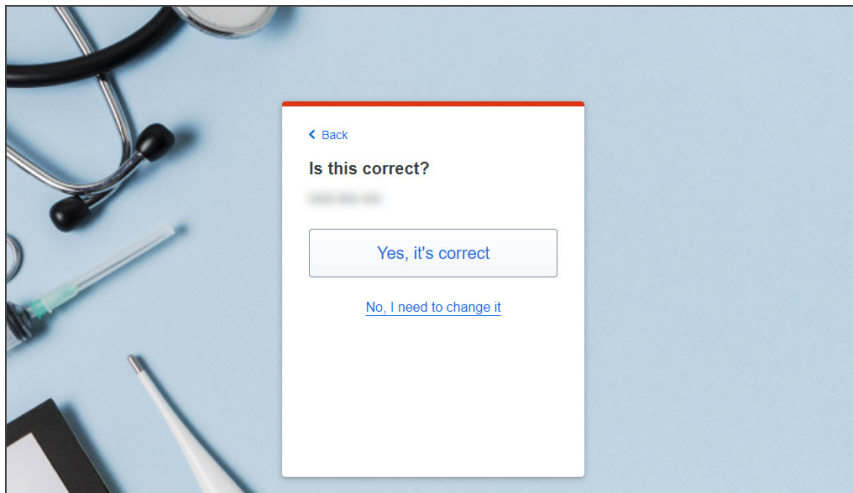 Back
Is this correct?
Yes, it's correct
No, I need to change it